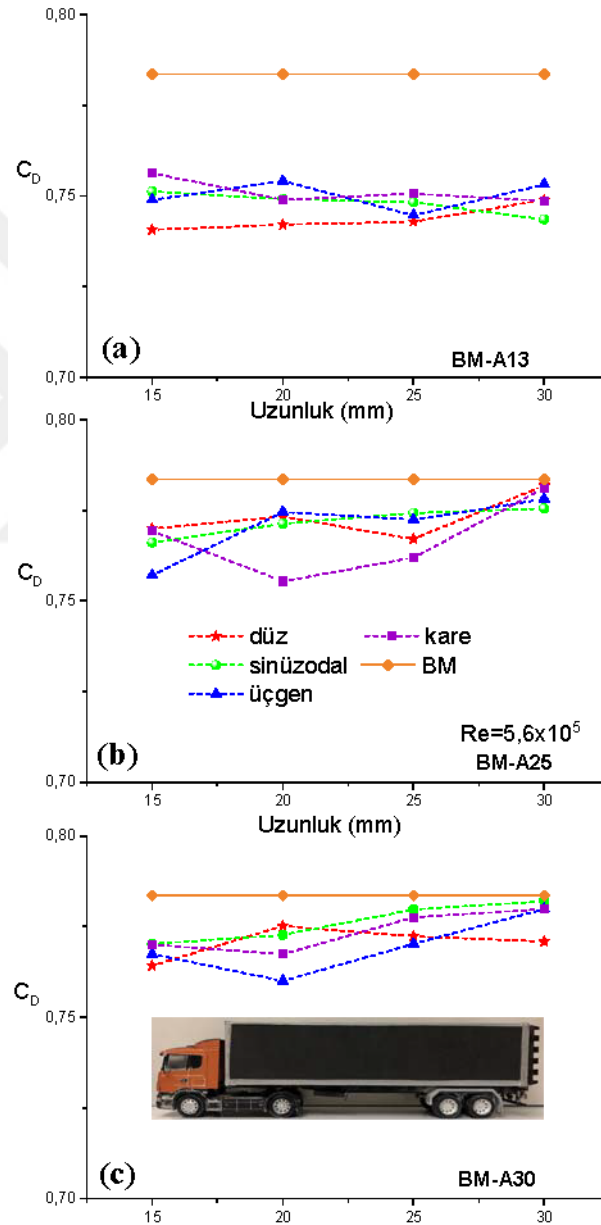 0,80
C_D
0,75
(a)
BM-A13
0,70
15 20 25 30
Uzunluk (mm)
0,80
C_D
0,75
düz kare
sinüzodal BM
üçgen
Re=5,6x10⁵
(b)
BM-A25
0,70
15 20 25 30
Uzunluk (mm)
0,80
C_D
0,75
(c)
BM-A30
0,70
15 20 25 30